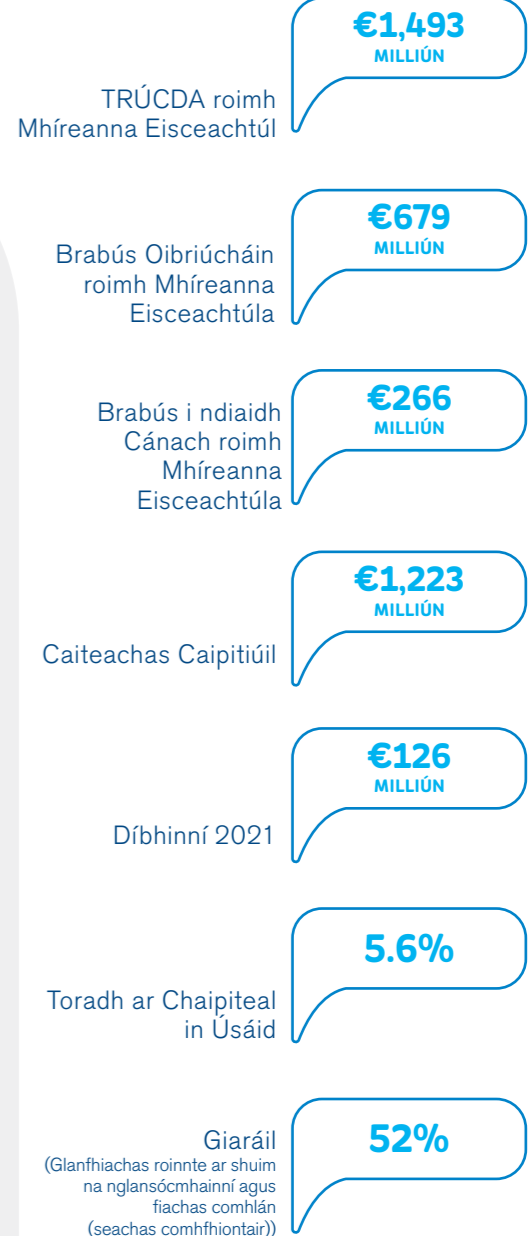 €1,493
MILLIÚN
TRÚCDA roimh
Mhíreanna Eisceachtúl
€679
MILLIÚN
Brabús Oibriúcháin
roimh Mhíreanna
Eisceachtúla
€266
MILLIÚN
Brabús i ndiaidh
Cánach roimh
Mhíreanna
Eisceachtúla
€1,223
MILLIÚN
Caiteachas Caipitiúil
€126
MILLIÚN
Díbhinní 2021
5.6%
Toradh ar Chaipiteal
in Úsáid
52%
Giaráil
(Glanfhiachas roinnte ar shuim
na nglansócmhainní agus
fiachas comhlán
(seachas comhfhiontair))